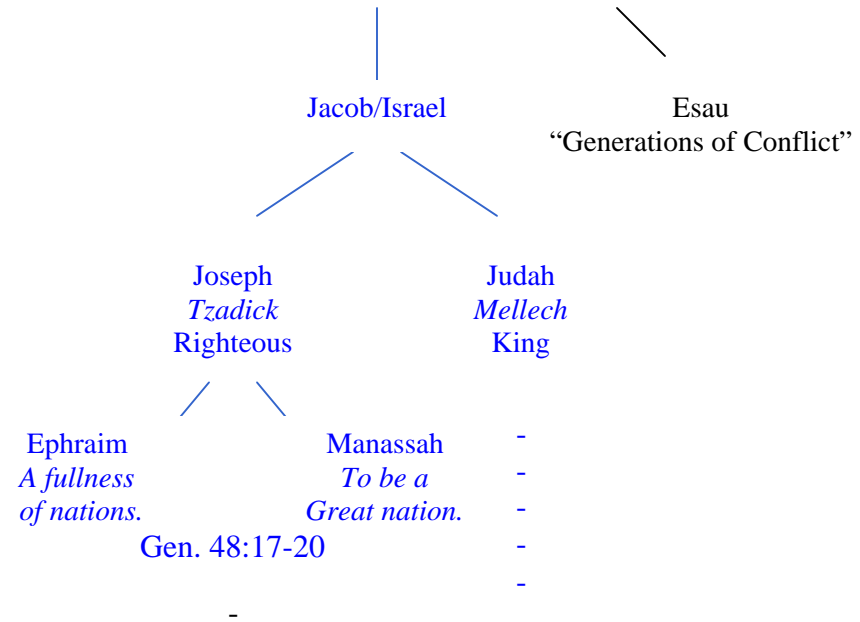 Jacob/Israel
Esau
“Generations of Conflict”
Joseph
Tzadick
Righteous
Judah
Mellech
King
Ephraim
A fullness
of nations.
Manassah
To be a
Great nation.
-
-
-
-
-
Gen. 48:17-20
-